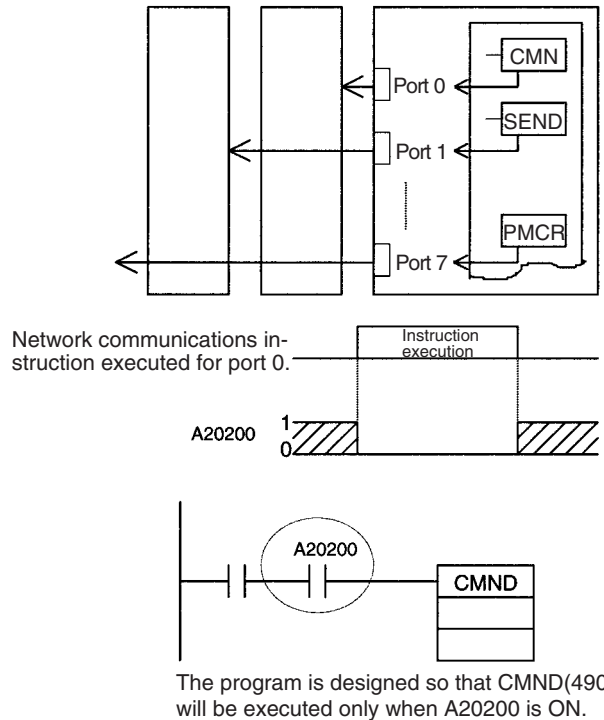 CMN
Port 0
SEND
Port 1
PMCR
Port 7
Network communications in-
struction executed for port 0.
Instruction
execution
A20200
1
0
A20200
CMND
The program is designed so that CMND(490
will be executed only when A20200 is ON.